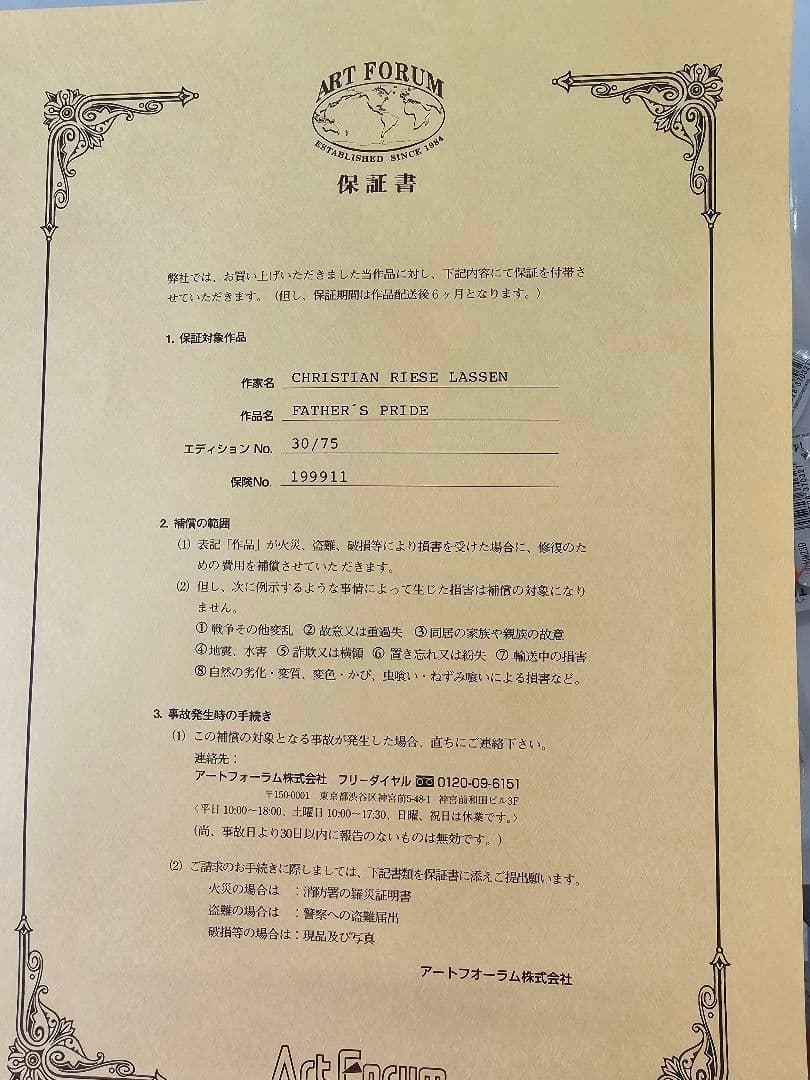 ART FORUM
ESTABLISHED SINCE 1984
保証書
弊社では、お買い上げいただきました当作品に対し、下記内容にて保証を付帯さ
せていただきます。（但し、保証期間は作品配送後６ヶ月となります。）
1. 保証対象作品
作家名 CHRISTIAN RIESE LASSEN
作品名 FATHER´S PRIDE
エディション No. 30/75
保険No. 199911
2. 補償の範囲
(1) 表記「作品」が火災、盗難、破損等により損害を受けた場合に、修復のた
めの費用を補償させていた だきます。
(2) 但し、次に例示するような事情によって生じた損害は補償の対象になり
ません。
① 戦争その他変乱 ② 故意又は重過失 ③ 同居の家族や親族の故意
④ 地震、水害 ⑤ 詐欺又は横領 ⑥ 置き忘れ又は紛失 ⑦ 輸送中の損害
⑧ 自然の劣化・変質、変色・かび、虫喰い・ねずみ喰いによる損害など。
3. 事故発生時の手続き
(1) この補償の対象となる事故が発生した場合、直ちにご連絡下さい。
連絡先：
アートフォーラム株式会社 フリーダイヤル 0120-09-6151
〒150-0001 東京都渋谷区神宮前5-48-1 神宮前和田ビル3F
〈平日 10:00～18:00、土曜日 10:00～17:30、日曜、祝日は休業です。〉
(尚、事故日より30日以内に報告のないものは無効です。)
(2) ご請求のお手続きに際しましては、下記書類を保証書に添えご提出願います。
火災の場合は ：消防署の羅災証明書
盗難の場合は ：警察への盗難届出
破損等の場合は：現品及び写真
アートフォーラム株式会社
Art Forum